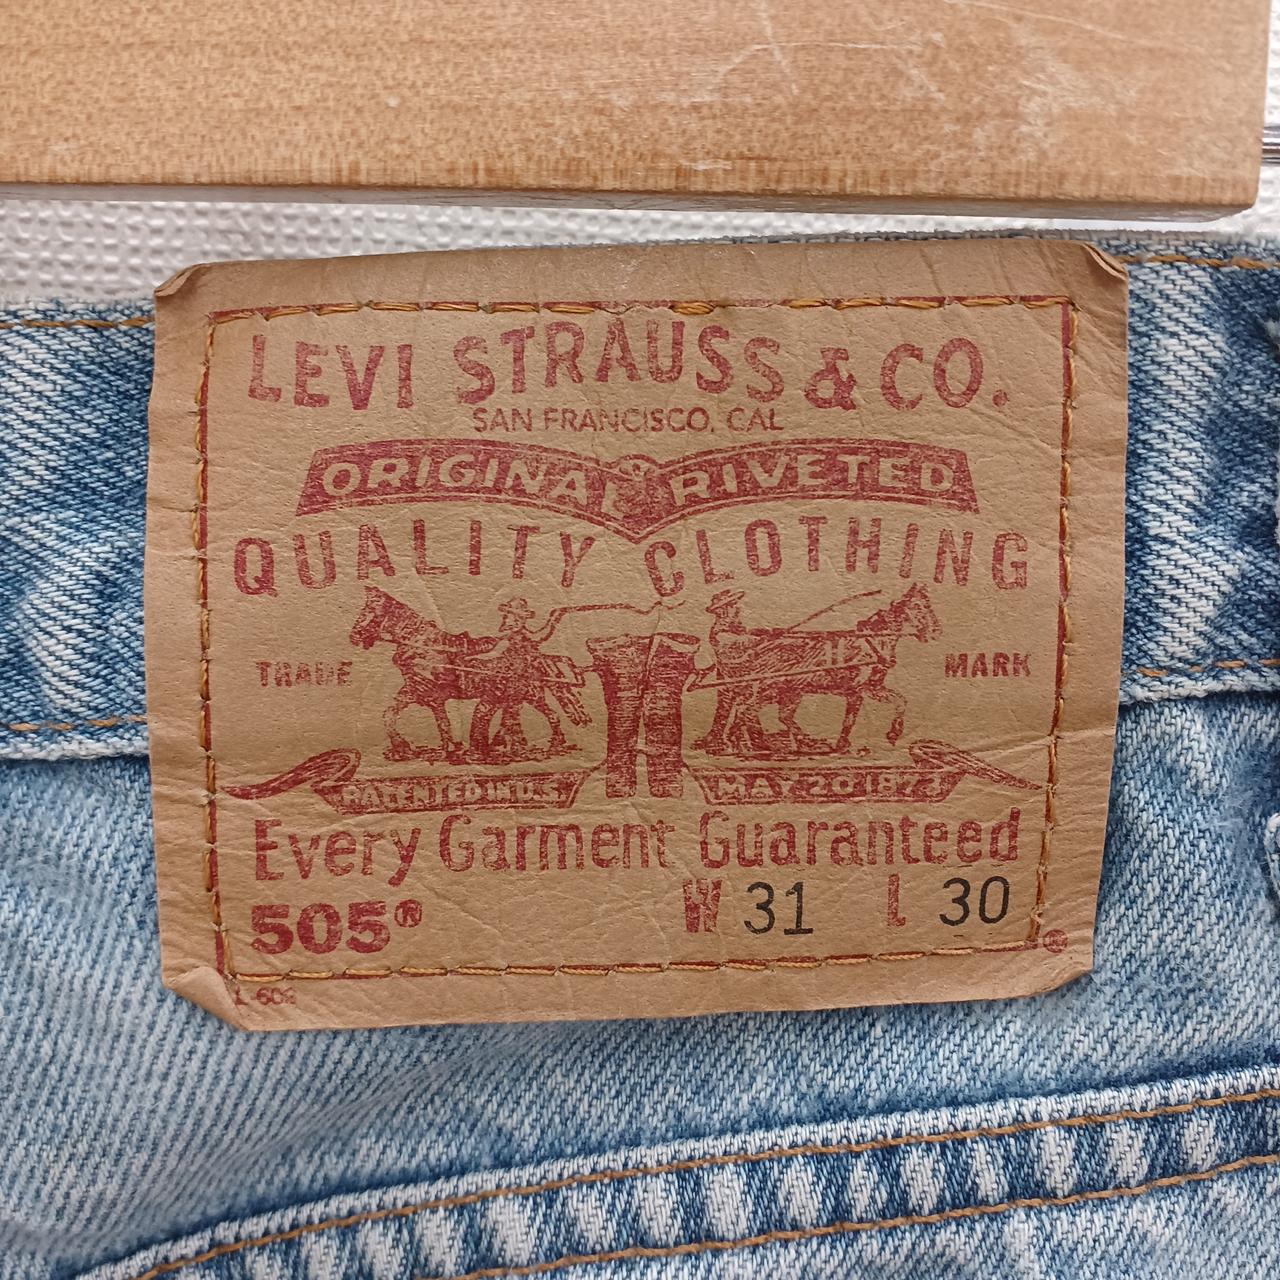 LEVI STRAUSS & CO.
SAN FRANCISCO, CAL
ORIGINAL RIVETED
QUALITY CLOTHING
TRADE MARK
PATENTED IN U.S. MAY 20 1873
Every Garment Guaranteed
505® W 31 L 30
®